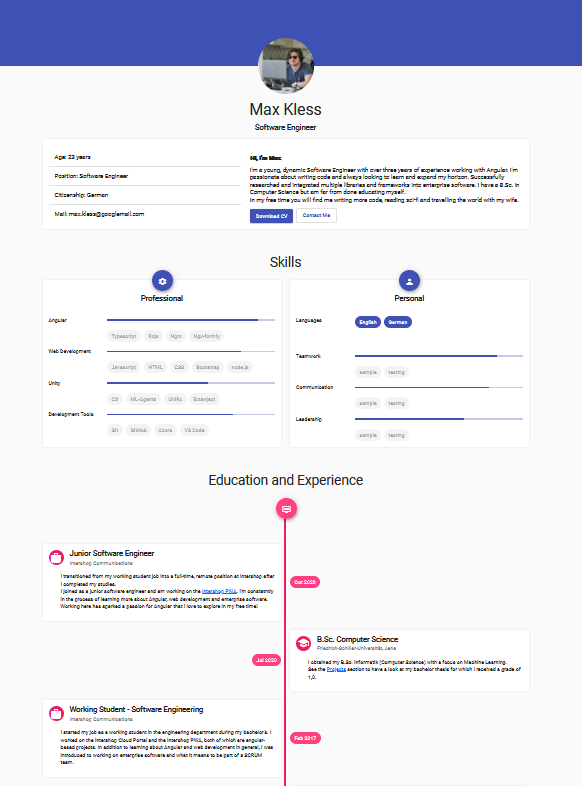 Max Kless
Software Engineer
Age: 23 years
Position: Software Engineer
Citizenship: German
Mail: max.kless@googlemail.com
Hi, I'm Max
I'm a young, dynamic Software Engineer with over three years of experience working with Angular. I'm
passionate about writing code and always looking to learn and expand my horizon. Successfully
researched and integrated multiple libraries and frameworks into enterprise software. I have a B.Sc. in
Computer Science but am far from done educating myself.
In my free time you will find me writing more code, reading sci-fi and travelling the world with my wife.
Download CV
Contact Me
Skills
Professional
Angular
Typescript Rxjs Ngrx Ngx-formly
Web Development
Javascript HTML CSS Bootstrap node.js
Unity
C# ML-Agents UniRx Extenject
Development Tools
Git GitHub Azure VS Code
Personal
Languages
English German
Teamwork
sample testing
Communication
sample testing
Leadership
sample testing
Education and Experience
Junior Software Engineer
Intershop Communications
I transitioned from my working student job into a full-time, remote position at Intershop after
I completed my studies.
I joined as a junior software engineer and am working on the Intershop PWA. I'm constantly
in the process of learning more about Angular, web development and enterprise software.
Working here has sparked a passion for Angular that I love to explore in my free time!
Oct 2020
B.Sc. Computer Science
Friedrich-Schiller-Universität, Jena
I obtained my B.Sc. Informatik (Computer Science) with a focus on Machine Learning.
See the Projects section to have a look at my bachelor thesis for which I received a grade of
1,0.
Jul 2020
Working Student - Software Engineering
Intershop Communications
I started my job as a working student in the engineering department during my bachelor's. I
worked on the Intershop Cloud Portal and the Intershop PWA, both of which are angular-
based projects. In addition to learning about Angular and web development in general, I was
introduced to working on enterprise software and what it means to be part of a SCRUM
team.
Feb 2017